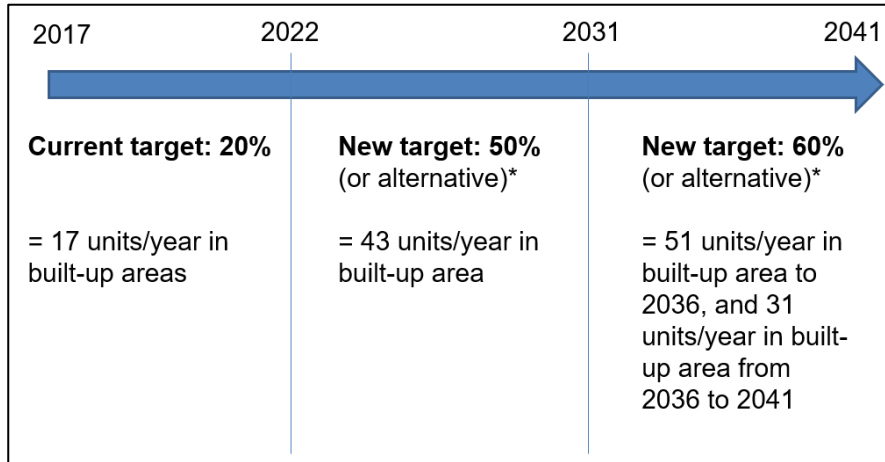 2017
2022
2031
2041
Current target: 20%
= 17 units/year in
built-up areas
New target: 50%
(or alternative)*
= 43 units/year in
built-up area
New target: 60%
(or alternative)*
= 51 units/year in
built-up area to
2036, and 31
units/year in built-
up area from
2036 to 2041